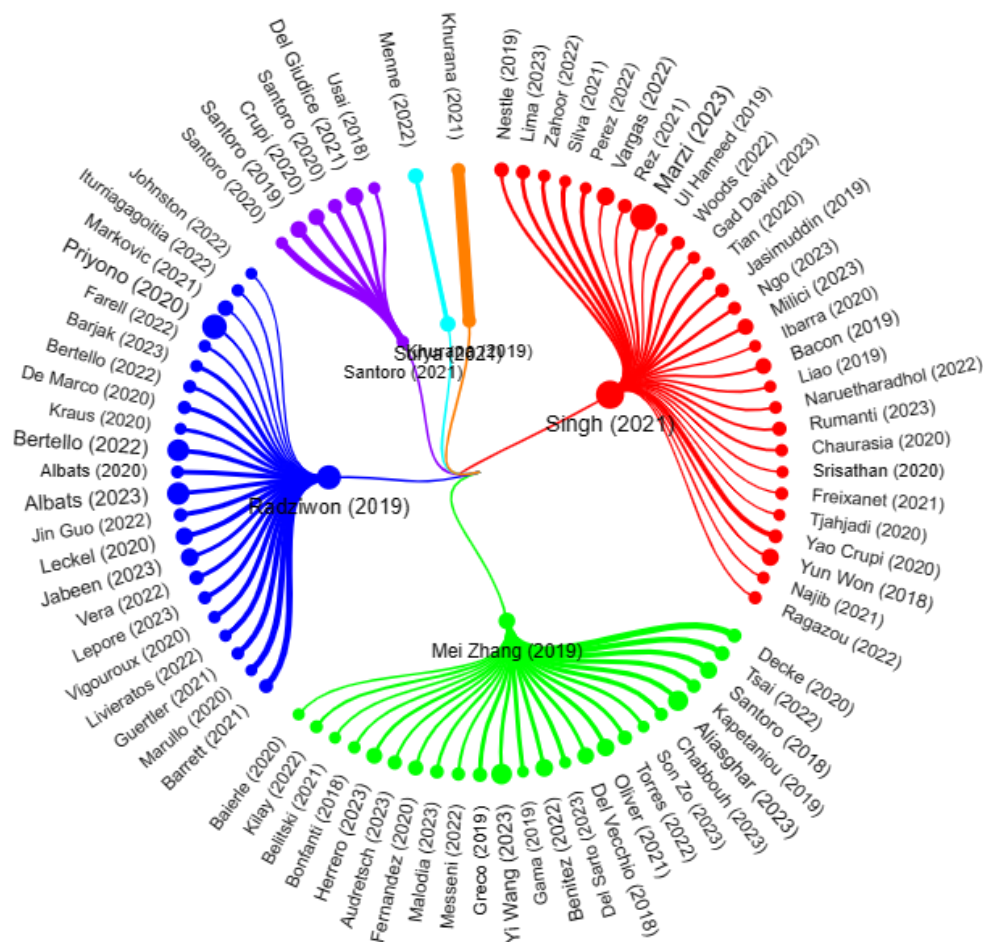 Khurana (2021)
Nestle (2019)
Lima (2023)
Zahoor (2022)
Silva (2021)
Perez (2022)
Vargas (2022)
Rez (2021)
Marzi (2023)
Ul Hameed (2019)
Woods (2022)
Gad David (2023)
Tian (2020)
Jasimuddin (2019)
Ngo (2023)
Milici (2023)
Ibarra (2020)
Bacon (2019)
Liao (2019)
Naruetharadhol (2022)
Rumanti (2023)
Chaurasia (2020)
Srisathan (2020)
Freixanet (2021)
Tjahjadi (2020)
Yao Crupi (2020)
Yun Won (2018)
Najib (2021)
Ragazou (2022)
Decke (2020)
Tsai (2022)
Santoro (2018)
Kapetaniou (2019)
Aliasghar (2023)
Chabbouh (2023)
Son Zo (2023)
Torres (2022)
Oliver (2021)
Del Vecchio (2018)
Del Sarto (2023)
Benitez (2022)
Gama (2019)
Yi Wang (2023)
Greco (2019)
Messeni (2022)
Malodia (2023)
Fernandez (2020)
Audretsch (2023)
Herrero (2023)
Bonfanti (2018)
Belitski (2021)
Kilay (2022)
Baierle (2020)
Barrett (2021)
Marullo (2020)
Guertler (2021)
Livieratos (2022)
Vigouroux (2020)
Lepore (2023)
Vera (2022)
Jabeen (2023)
Leckel (2020)
Jin Guo (2022)
Albats (2023)
Albats (2020)
Bertello (2022)
Kraus (2020)
De Marco (2020)
Bertello (2022)
Barjak (2023)
Farell (2022)
Priyono (2020)
Markovic (2021)
Iturriagagoitia (2022)
Johnston (2022)
Santoro (2020)
Santoro (2019)
Crupi (2020)
Santoro (2020)
Del Giudice (2021)
Usai (2018)
Menne (2022)
Surya (2021)
Khurana (2019)
Santoro (2021)
Singh (2021)
Radziwon (2019)
Mei Zhang (2019)